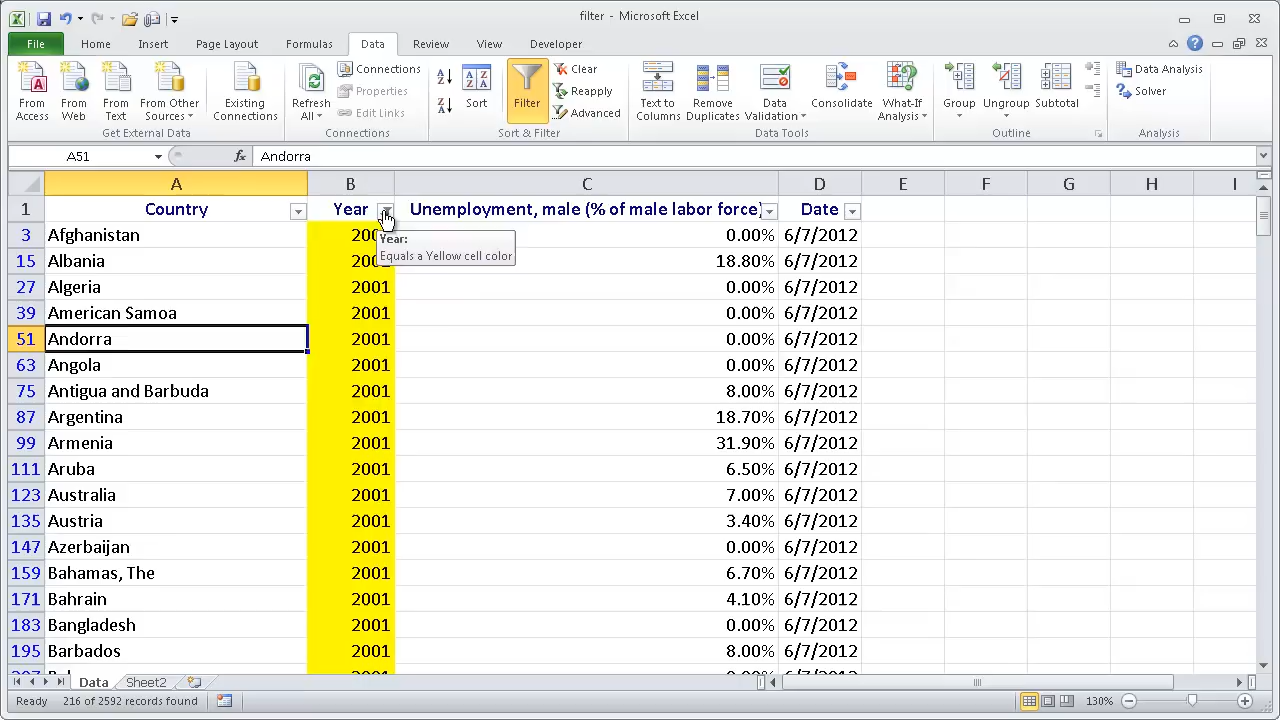 filter - Microsoft Excel
File Home Insert Page Layout Formulas Data Review View Developer
From Access
From Web
From Text
From Other Sources
Existing Connections
Get External Data
Refresh All
Connections
Properties
Edit Links
Connections
Sort
Filter
Clear
Reapply
Advanced
Sort & Filter
Text to Columns
Remove Duplicates
Data Validation
Consolidate
What-If Analysis
Data Tools
Group
Ungroup
Subtotal
Outline
Data Analysis
Solver
Analysis
A51 fx Andorra
A B C D E F G H I
1 Country Year Unemployment, male (% of male labor force) Date
3 Afghanistan 0.00% 6/7/2012
Year:
Equals a Yellow cell color
15 Albania 18.80% 6/7/2012
27 Algeria 2001 0.00% 6/7/2012
39 American Samoa 2001 0.00% 6/7/2012
51 Andorra 2001 0.00% 6/7/2012
63 Angola 2001 0.00% 6/7/2012
75 Antigua and Barbuda 2001 8.00% 6/7/2012
87 Argentina 2001 18.70% 6/7/2012
99 Armenia 2001 31.90% 6/7/2012
111 Aruba 2001 6.50% 6/7/2012
123 Australia 2001 7.00% 6/7/2012
135 Austria 2001 3.40% 6/7/2012
147 Azerbaijan 2001 0.00% 6/7/2012
159 Bahamas, The 2001 6.70% 6/7/2012
171 Bahrain 2001 4.10% 6/7/2012
183 Bangladesh 2001 0.00% 6/7/2012
195 Barbados 2001 8.00% 6/7/2012
Data Sheet2
Ready 216 of 2592 records found 130%